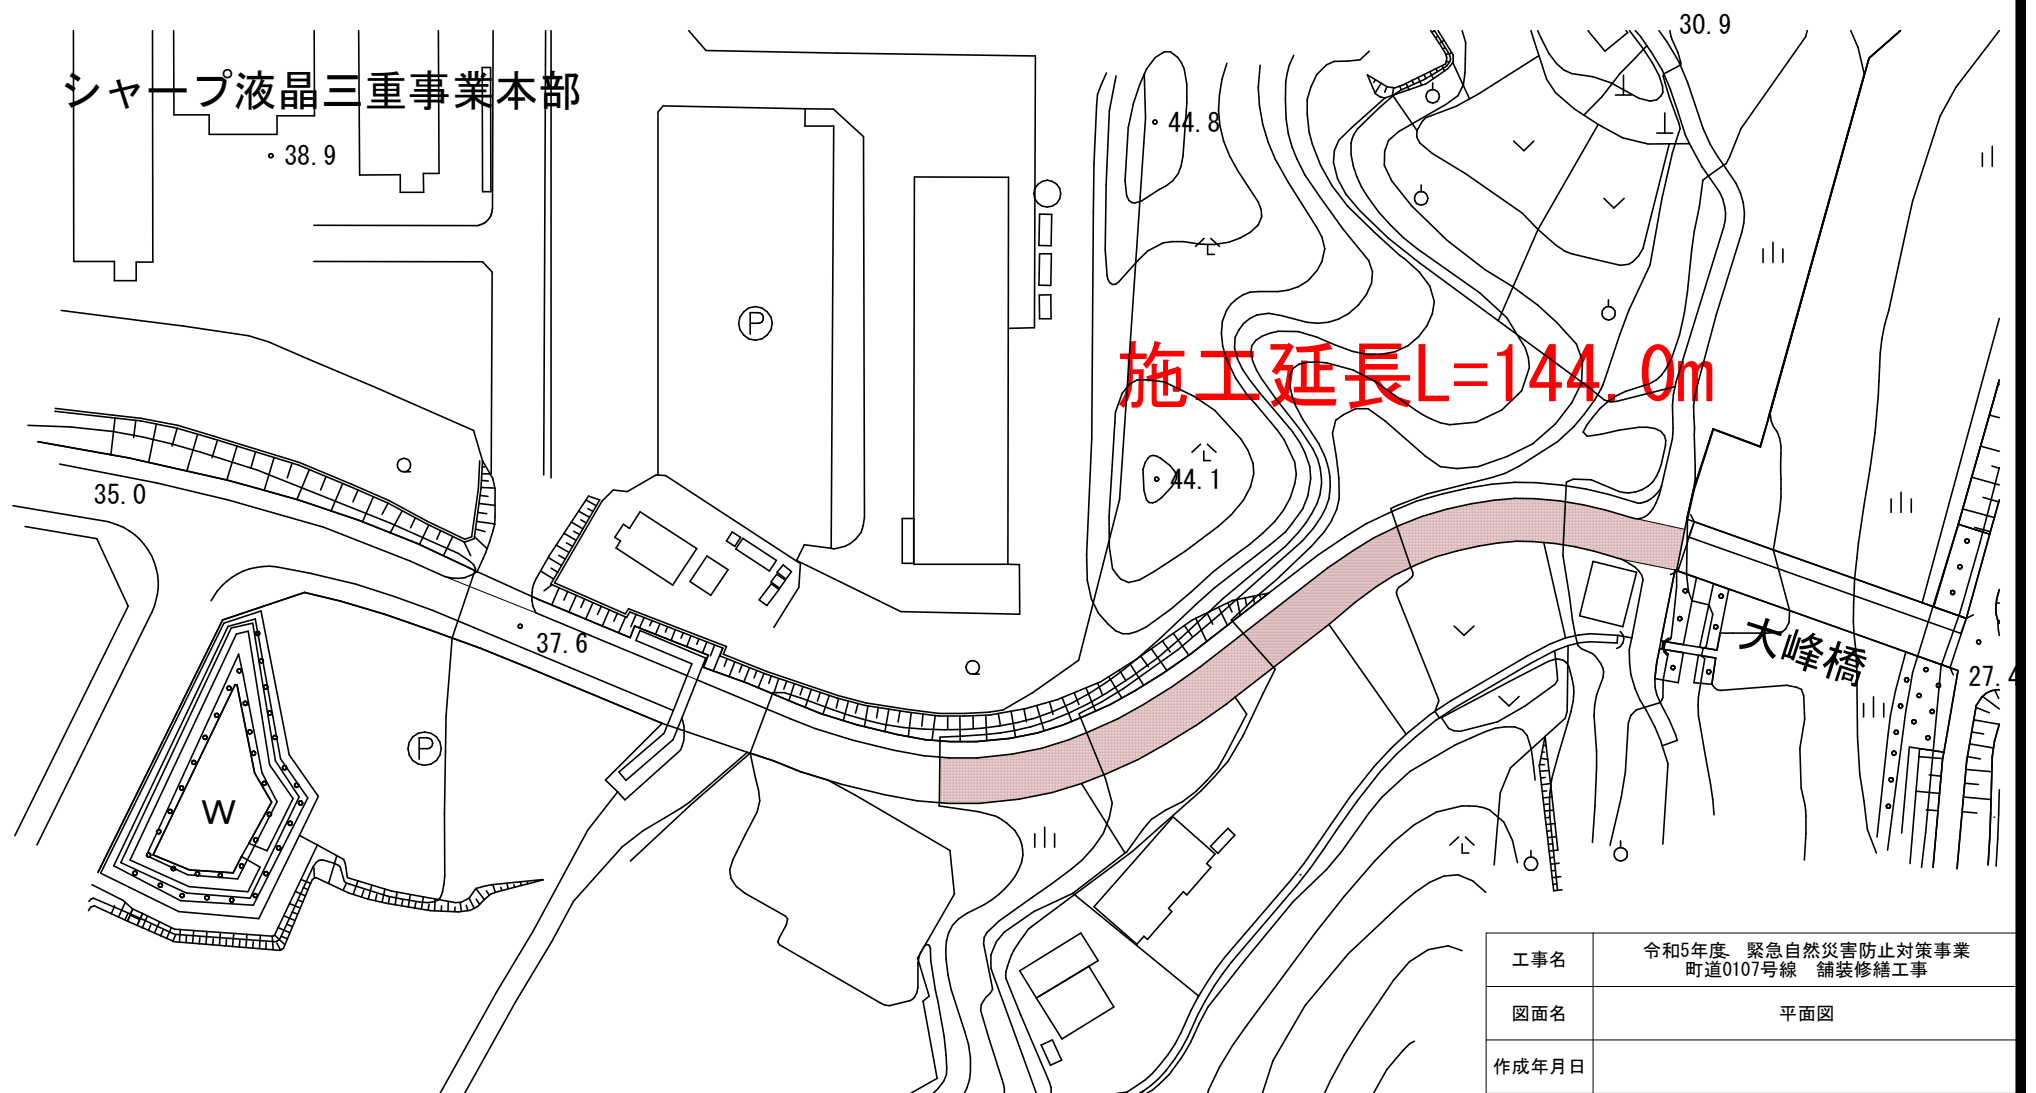 30.9
シャープ液晶三重事業本部
44.8
38.9
P
施工延長L=144.0m
44.1
35.0
37.6
大峰橋
27.4
P
W
工事名
令和5年度 緊急自然災害防止対策事業
町道0107号線 舗装修繕工事
図面名
平面図
作成年月日